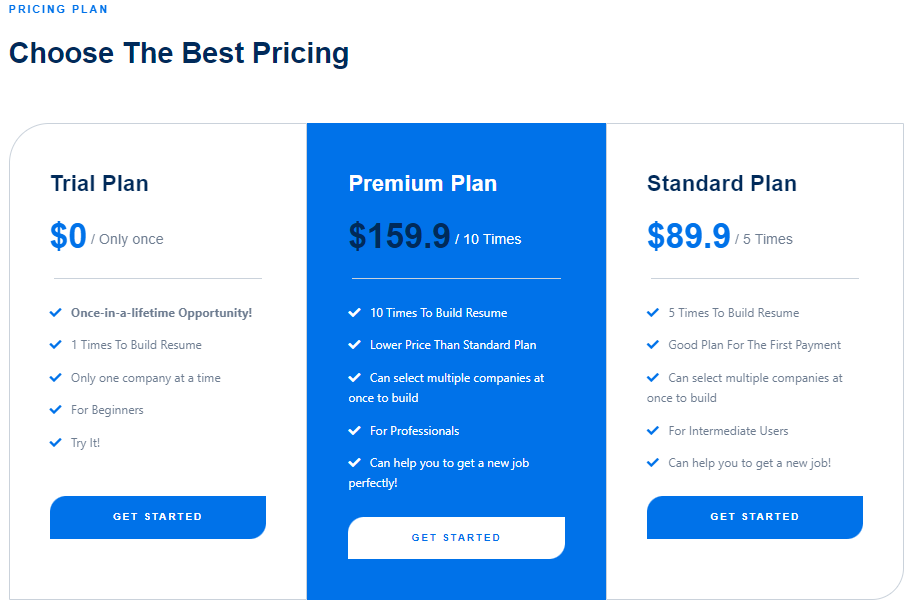 PRICING PLAN
Choose The Best Pricing
Trial Plan
$0 / Only once
Once-in-a-lifetime Opportunity!
1 Times To Build Resume
Only one company at a time
For Beginners
Try It!
GET STARTED
Premium Plan
$159.9 / 10 Times
10 Times To Build Resume
Lower Price Than Standard Plan
Can select multiple companies at
once to build
For Professionals
Can help you to get a new job
perfectly!
GET STARTED
Standard Plan
$89.9 / 5 Times
5 Times To Build Resume
Good Plan For The First Payment
Can select multiple companies at
once to build
For Intermediate Users
Can help you to get a new job!
GET STARTED